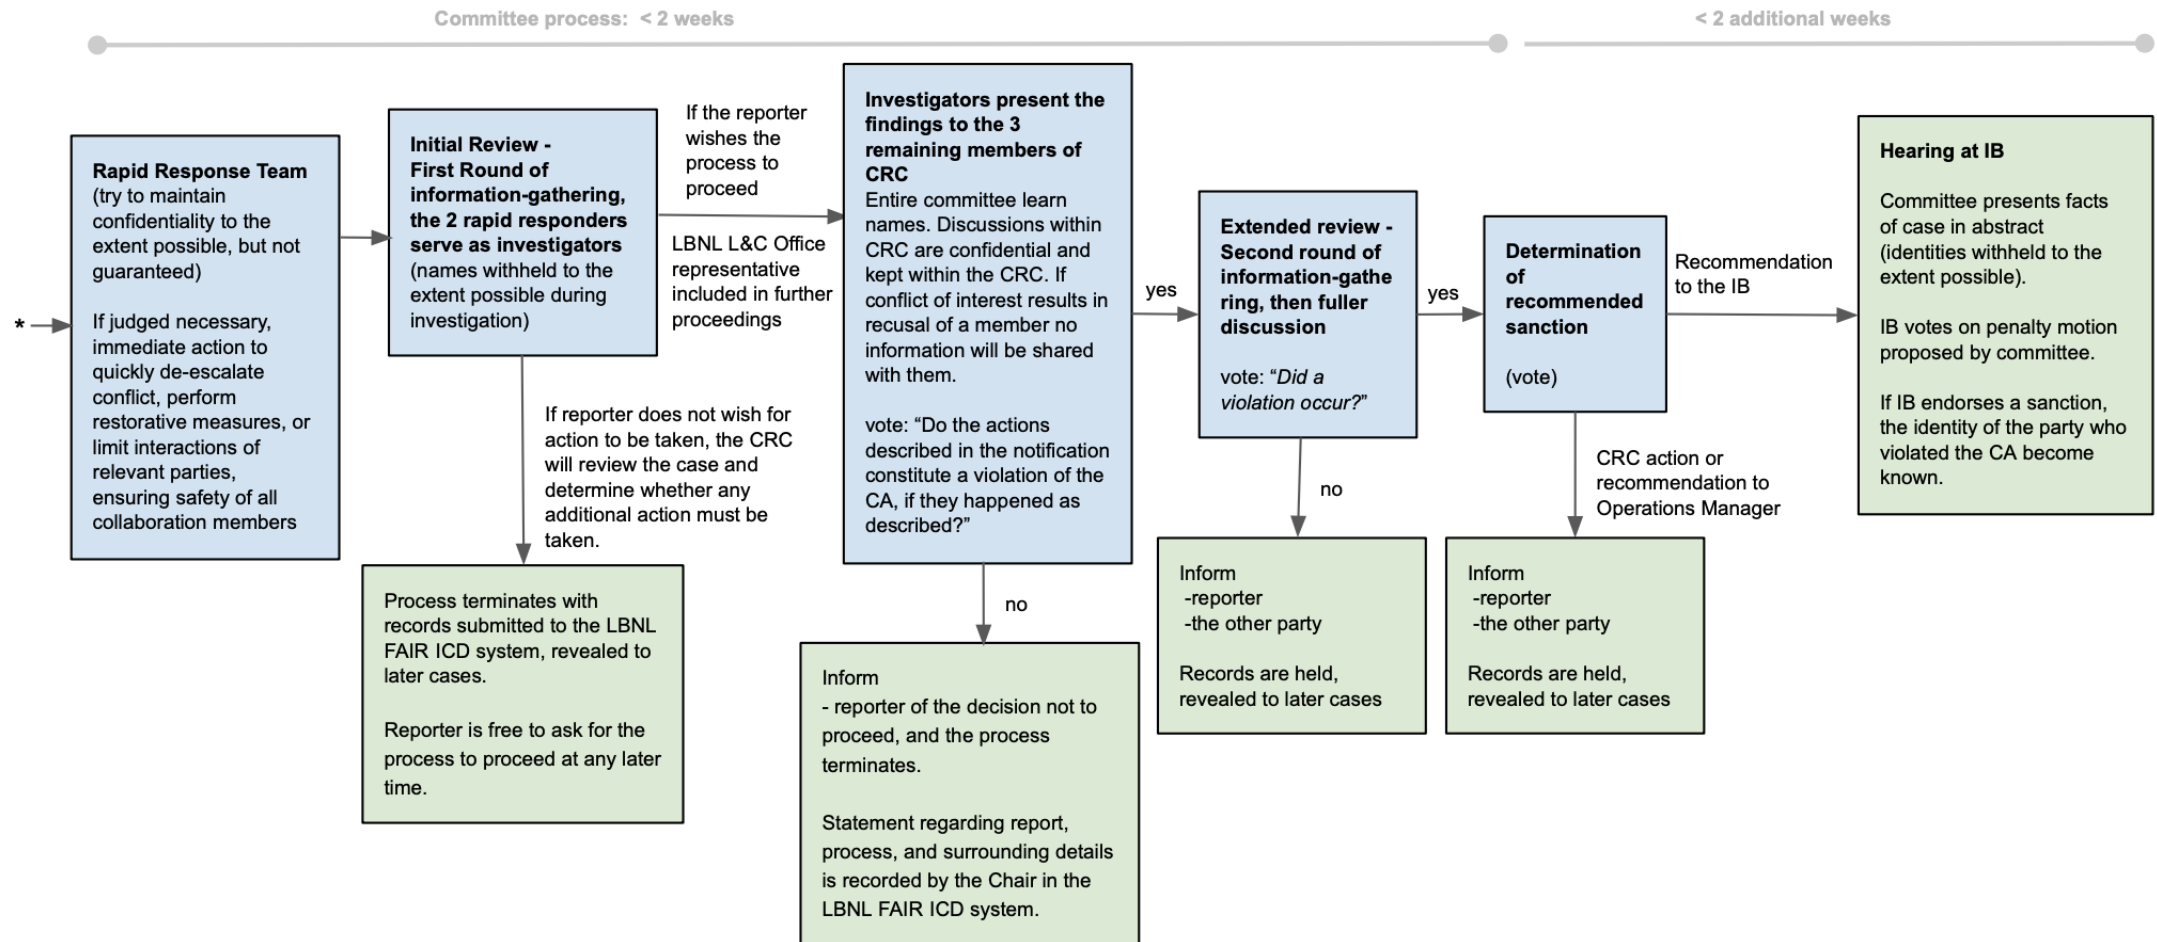 Committee process:  < 2 weeks
< 2 additional weeks
*
Rapid Response Team
(try to maintain
confidentiality to the
extent possible, but not
guaranteed)
If judged necessary,
immediate action to
quickly de-escalate
conflict, perform
restorative measures, or
limit interactions of
relevant parties,
ensuring safety of all
collaboration members
Initial Review -
First Round of
information-gathering,
the 2 rapid responders
serve as investigators
(names withheld to the
extent possible during
investigation)
If the reporter
wishes the
process to
proceed
LBNL L&C Office
representative
included in further
proceedings
If reporter does not wish for
action to be taken, the CRC
will review the case and
determine whether any
additional action must be
taken.
Process terminates with
records submitted to the LBNL
FAIR ICD system, revealed to
later cases.
Reporter is free to ask for the
process to proceed at any later
time.
Investigators present the
findings to the 3
remaining members of
CRC
Entire committee learn
names. Discussions within
CRC are confidential and
kept within the CRC. If
conflict of interest results in
recusal of a member no
information will be shared
with them.
vote: “Do the actions
described in the notification
constitute a violation of the
CA, if they happened as
described?”
no
Inform
- reporter of the decision not to
proceed, and the process
terminates.
Statement regarding report,
process, and surrounding details
is recorded by the Chair in the
LBNL FAIR ICD system.
yes
Extended review -
Second round of
information-gathe
ring, then fuller
discussion
vote: “Did a
violation occur?”
no
Inform
-reporter
-the other party
Records are held,
revealed to later cases
yes
Determination
of
recommended
sanction
(vote)
CRC action or
recommendation to
Operations Manager
Inform
-reporter
-the other party
Records are held,
revealed to later cases
Recommendation
to the IB
Hearing at IB
Committee presents facts
of case in abstract
(identities withheld to the
extent possible).
IB votes on penalty motion
proposed by committee.
If IB endorses a sanction,
the identity of the party who
violated the CA become
known.